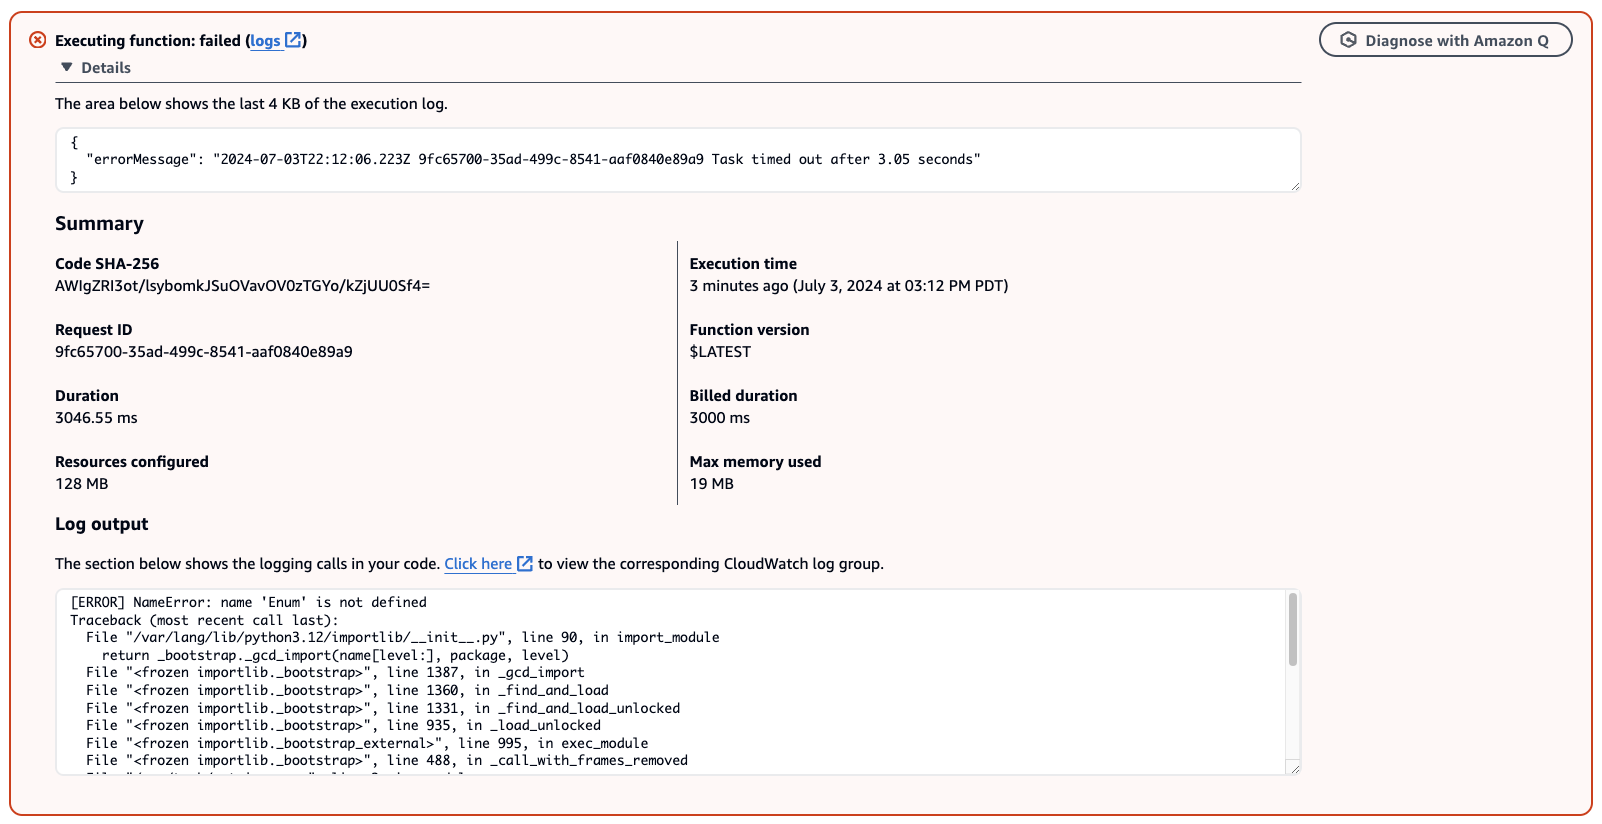 Executing function: failed (logs)
Diagnose with Amazon Q
Details
The area below shows the last 4 KB of the execution log.
{
"errorMessage": "2024-07-03T22:12:06.223Z 9fc65700-35ad-499c-8541-aaf0840e89a9 Task timed out after 3.05 seconds"
}
Summary
Code SHA-256
AWIgZRI3ot/lsybomkJSuOVavOV0zTGYo/kZjUU0Sf4=
Execution time
3 minutes ago (July 3, 2024 at 03:12 PM PDT)
Request ID
9fc65700-35ad-499c-8541-aaf0840e89a9
Function version
$LATEST
Duration
3046.55 ms
Billed duration
3000 ms
Resources configured
128 MB
Max memory used
19 MB
Log output
The section below shows the logging calls in your code. Click here to view the corresponding CloudWatch log group.
[ERROR] NameError: name 'Enum' is not defined
Traceback (most recent call last):
File "/var/lang/lib/python3.12/importlib/__init__.py", line 90, in import_module
return _bootstrap._gcd_import(name[level:], package, level)
File "<frozen importlib._bootstrap>", line 1387, in _gcd_import
File "<frozen importlib._bootstrap>", line 1360, in _find_and_load
File "<frozen importlib._bootstrap>", line 1331, in _find_and_load_unlocked
File "<frozen importlib._bootstrap>", line 935, in _load_unlocked
File "<frozen importlib._bootstrap_external>", line 995, in exec_module
File "<frozen importlib._bootstrap>", line 488, in _call_with_frames_removed